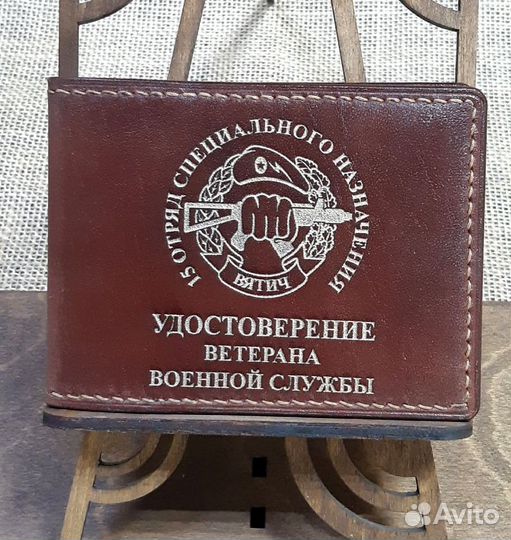 15 ОТРЯД СПЕЦИАЛЬНОГО НАЗНАЧЕНИЯ
ВЯТИЧ
УДОСТОВЕРЕНИЕ
ВЕТЕРАНА
ВОЕННОЙ СЛУЖБЫ
Avito